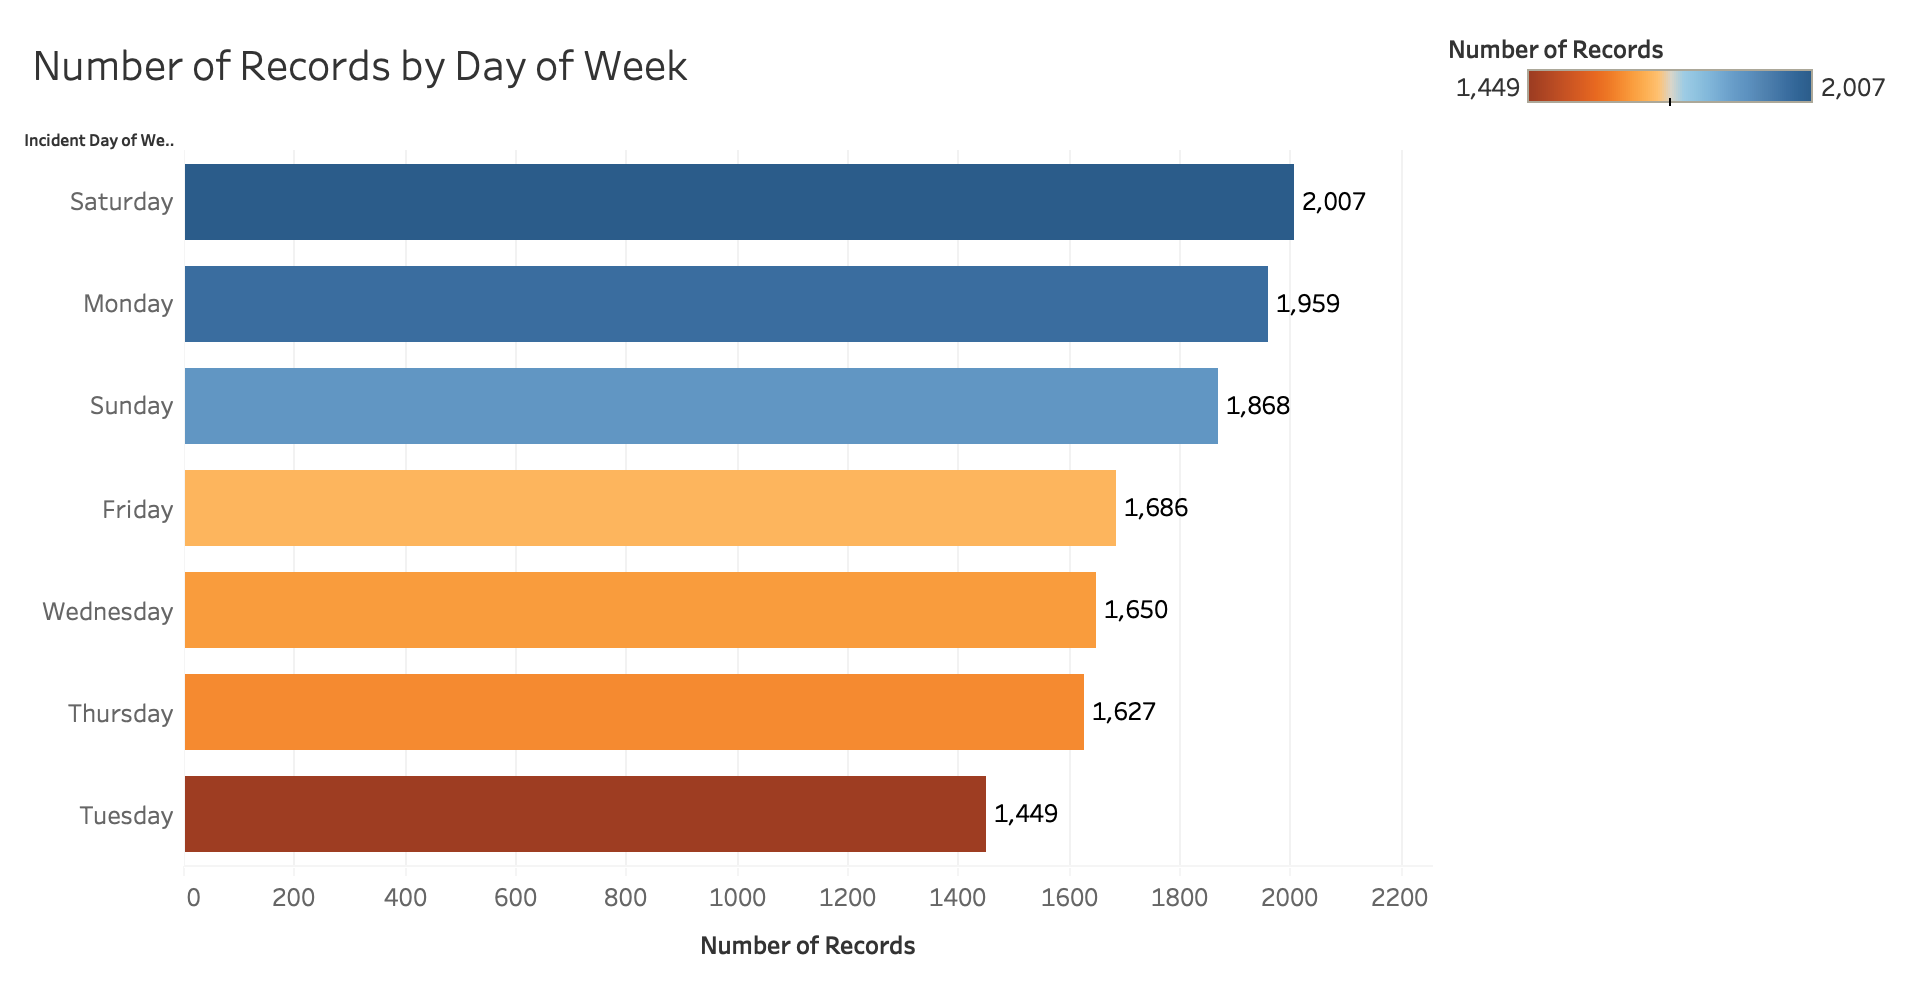 Number of Records by Day of Week
Number of Records
1,449 2,007
Incident Day of We..
Saturday 2,007
Monday 1,959
Sunday 1,868
Friday 1,686
Wednesday 1,650
Thursday 1,627
Tuesday 1,449
0 200 400 600 800 1000 1200 1400 1600 1800 2000 2200
Number of Records